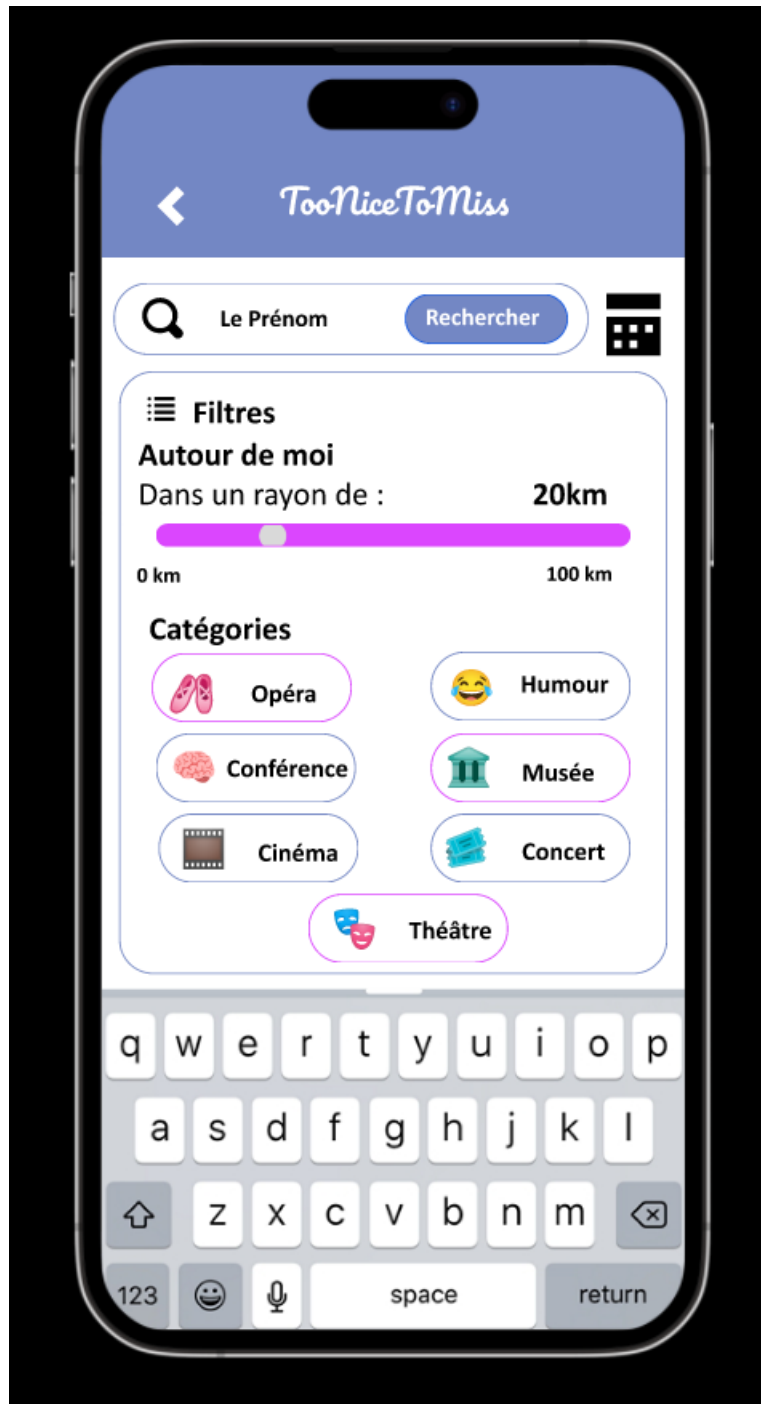 TooNiceToMiss
Le Prénom Rechercher
Filtres
Autour de moi
Dans un rayon de : 20km
0 km 100 km
Catégories
Opéra Humour
Conférence Musée
Cinéma Concert
Théâtre
q w e r t y u i o p
a s d f g h j k l
z x c v b n m
123 space return